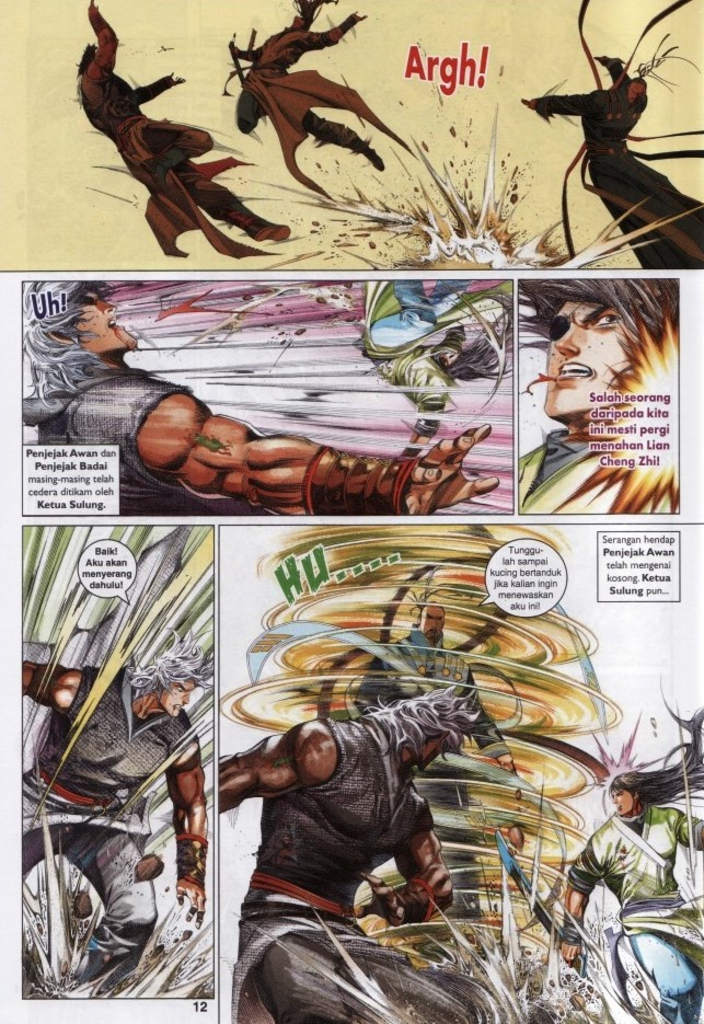 Argh!
Uh!
Penjejak Awan dan
Penjejak Badai
masing-masing telah
cedera ditikam oleh
Ketua Sulung.
Salah seorang
daripada kita
ini mesti pergi
menahan Lian
Cheng Zhi!
Baik!
Aku akan
menyerang
dahulu!
HU....
Tunggu-
lah sampai
kucing bertanduk
jika kalian ingin
menewaskan
aku ini!
Serangan hendap
Penjejak Awan
telah mengenai
kosong. Ketua
Sulung pun...
12